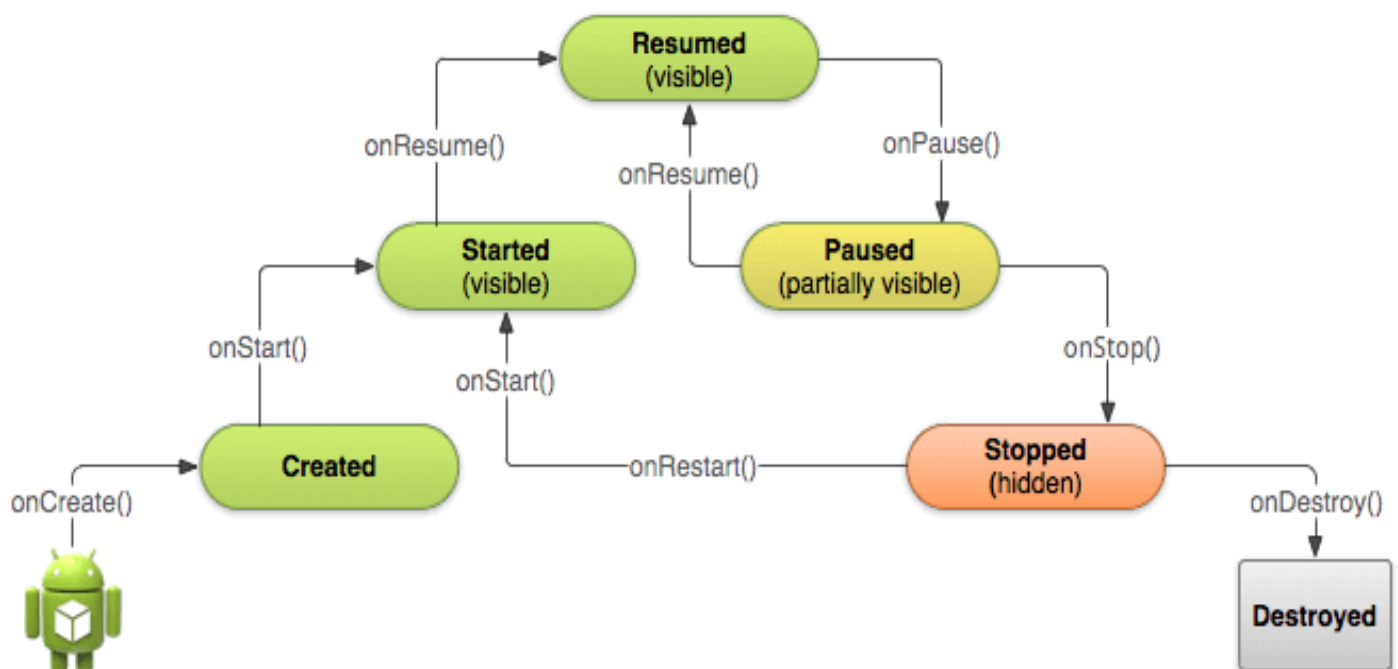 Resumed
(visible)
onResume()
onPause()
onResume()
Started
(visible)
Paused
(partially visible)
onStart()
onStart()
onStop()
Created
onRestart()
Stopped
(hidden)
onCreate()
onDestroy()
Destroyed